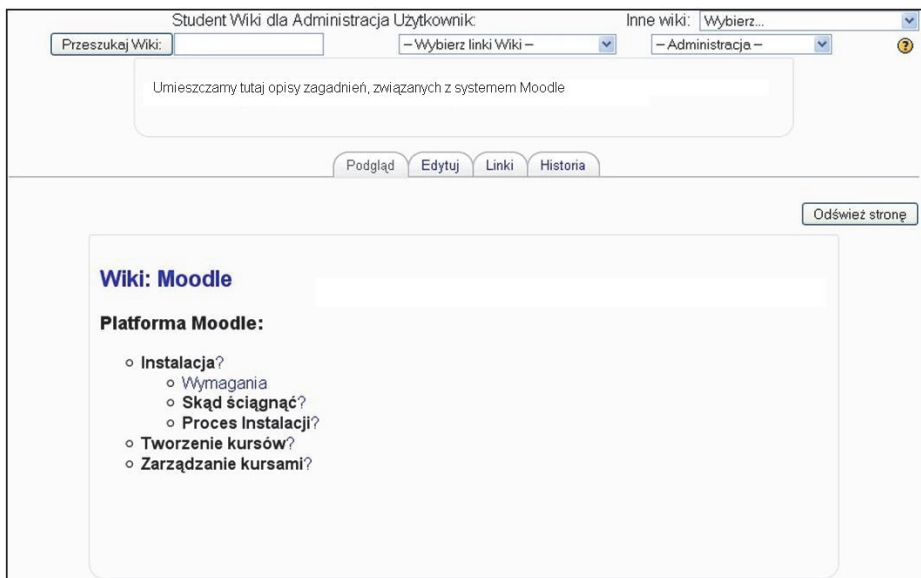 Student Wiki dla Administracja Użytkownik: Inne wiki: Wybierz...
Przeszukaj Wiki: -- Wybierz linki Wiki -- -- Administracja -- ?
Umieszczamy tutaj opisy zagadnień, związanych z systemem Moodle
Podgląd Edytuj Linki Historia
Odśwież stronę
Wiki: Moodle
Platforma Moodle:
Instalacja?
Wymagania
Skąd ściągnąć?
Proces Instalacji?
Tworzenie kursów?
Zarządzanie kursami?